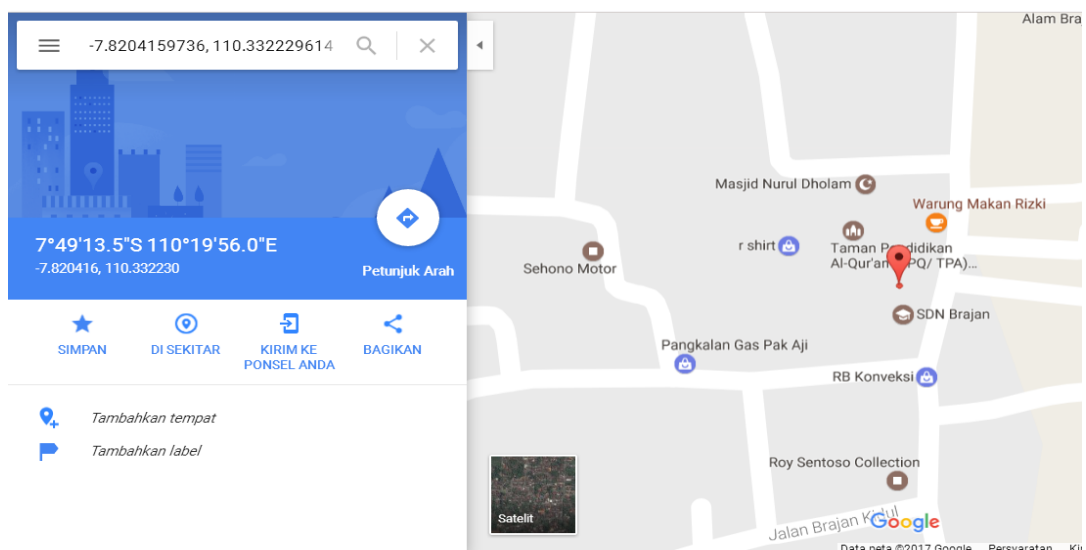 -7.8204159736, 110.332229614
7°49'13.5"S 110°19'56.0"E
-7.820416, 110.332230
Petunjuk Arah
SIMPAN
DI SEKITAR
KIRIM KE
PONSEL ANDA
BAGIKAN
Tambahkan tempat
Tambahkan label
Satelit
Alam Bra
Masjid Nurul Dholam
Warung Makan Rizki
r shirt
Taman Pendidikan
Al-Qur'an (TPQ/ TPA)...
Sehono Motor
SDN Brajan
Pangkalan Gas Pak Aji
RB Konveksi
Roy Sentoso Collection
Jalan Brajan Kidul
Google
Data peta ©2017 Google
Persyaratan
Ki